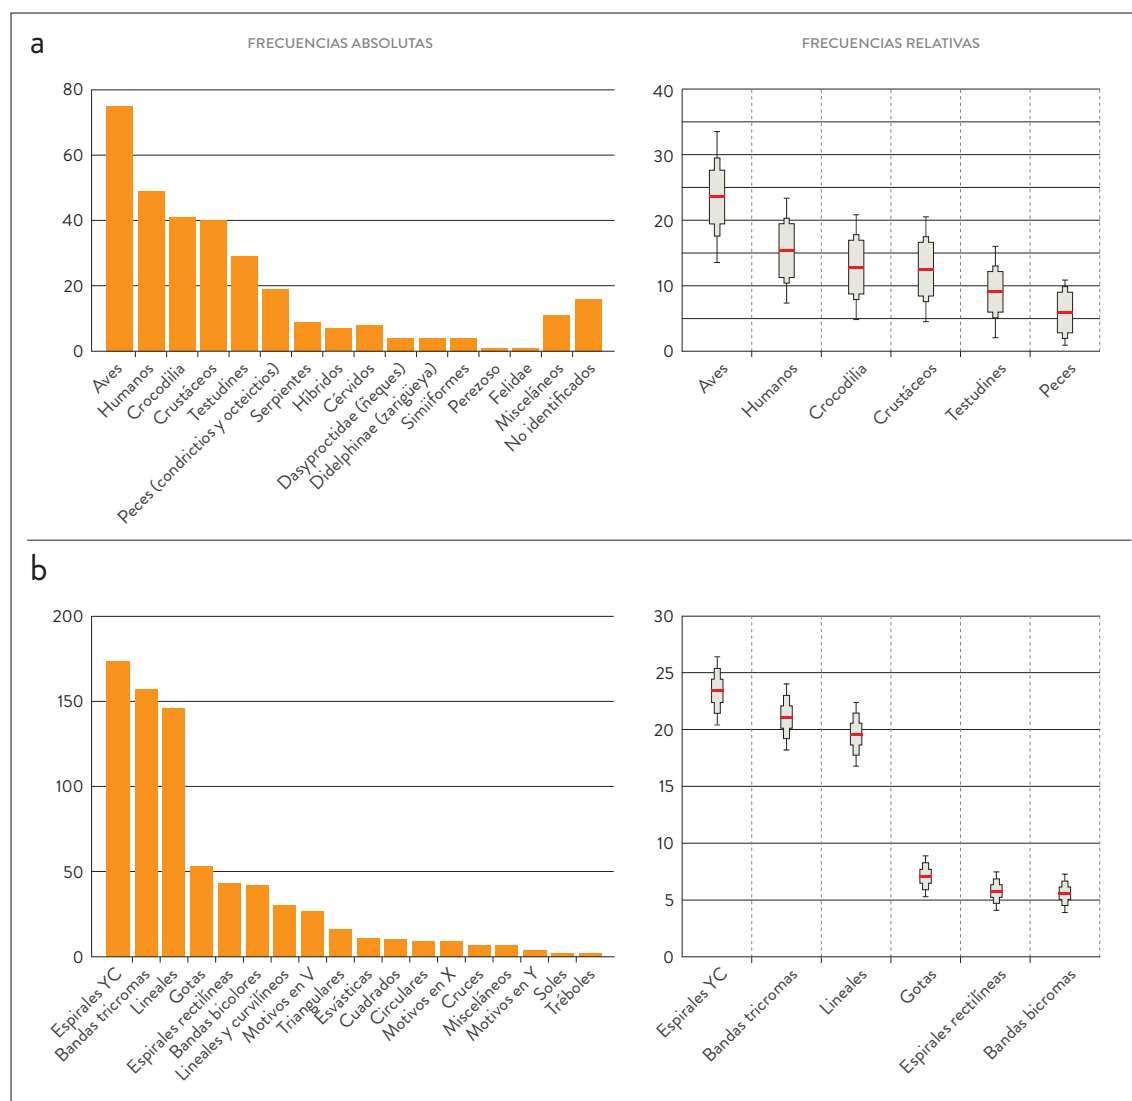 a
FRECUENCIAS ABSOLUTAS
80
60
40
20
0
Aves
Humanos
Crocodilia
Crustáceos
Testudines
Peces (condrictios y octeictios)
Serpientes
Híbridos
Cérvidos
Dasyproctidae (ñeques)
Didelphinae (zarigüeya)
Simiiformes
Perezoso
Felidae
Misceláneos
No identificados
FRECUENCIAS RELATIVAS
40
30
20
10
0
Aves
Humanos
Crocodilia
Crustáceos
Testudines
Peces
b
200
150
100
50
0
Espirales YC
Bandas tricromas
Lineales
Gotas
Espirales rectilíneas
Bandas bicolores
Lineales y curvilíneos
Motivos en V
Triangulares
Esvásticas
Cuadrados
Circulares
Motivos en X
Cruces
Misceláneos
Motivos en Y
Soles
Tréboles
30
25
20
15
10
5
0
Espirales YC
Bandas tricromas
Lineales
Gotas
Espirales rectilíneas
Bandas bicromas